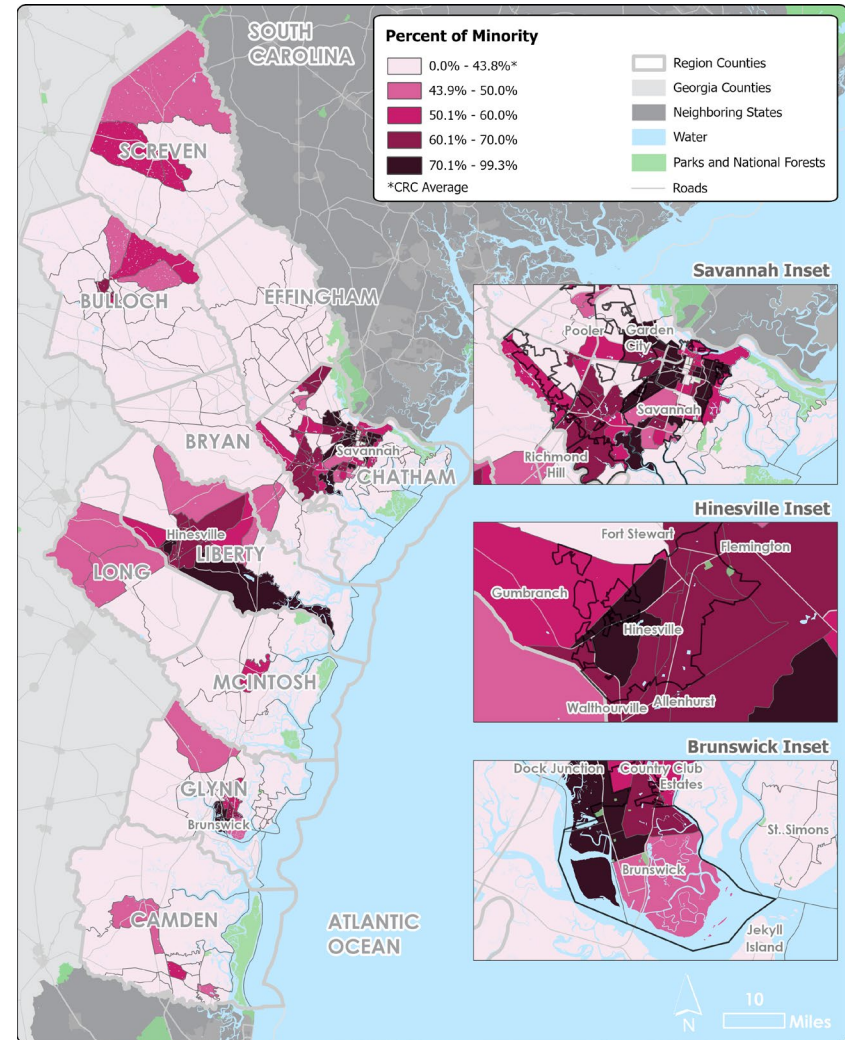 SOUTH
CAROLINA
Percent of Minority
0.0% - 43.8%*
43.9% - 50.0%
50.1% - 60.0%
60.1% - 70.0%
70.1% - 99.3%
*CRC Average
Region Counties
Georgia Counties
Neighboring States
Water
Parks and National Forests
Roads
SCREVEN
BULLOCH
EFFINGHAM
BRYAN
Savannah
CHATHAM
Hinesville
LIBERTY
LONG
MCINTOSH
GLYNN
Brunswick
CAMDEN
ATLANTIC
OCEAN
Savannah Inset
Pooler
Garden
City
Savannah
Richmond
Hill
Hinesville Inset
Fort Stewart
Flemington
Gumbranch
Hinesville
Walthourville
Allenhurst
Brunswick Inset
Dock Junction
Country Club
Estates
St. Simons
Brunswick
Jekyll
Island
N
10
Miles